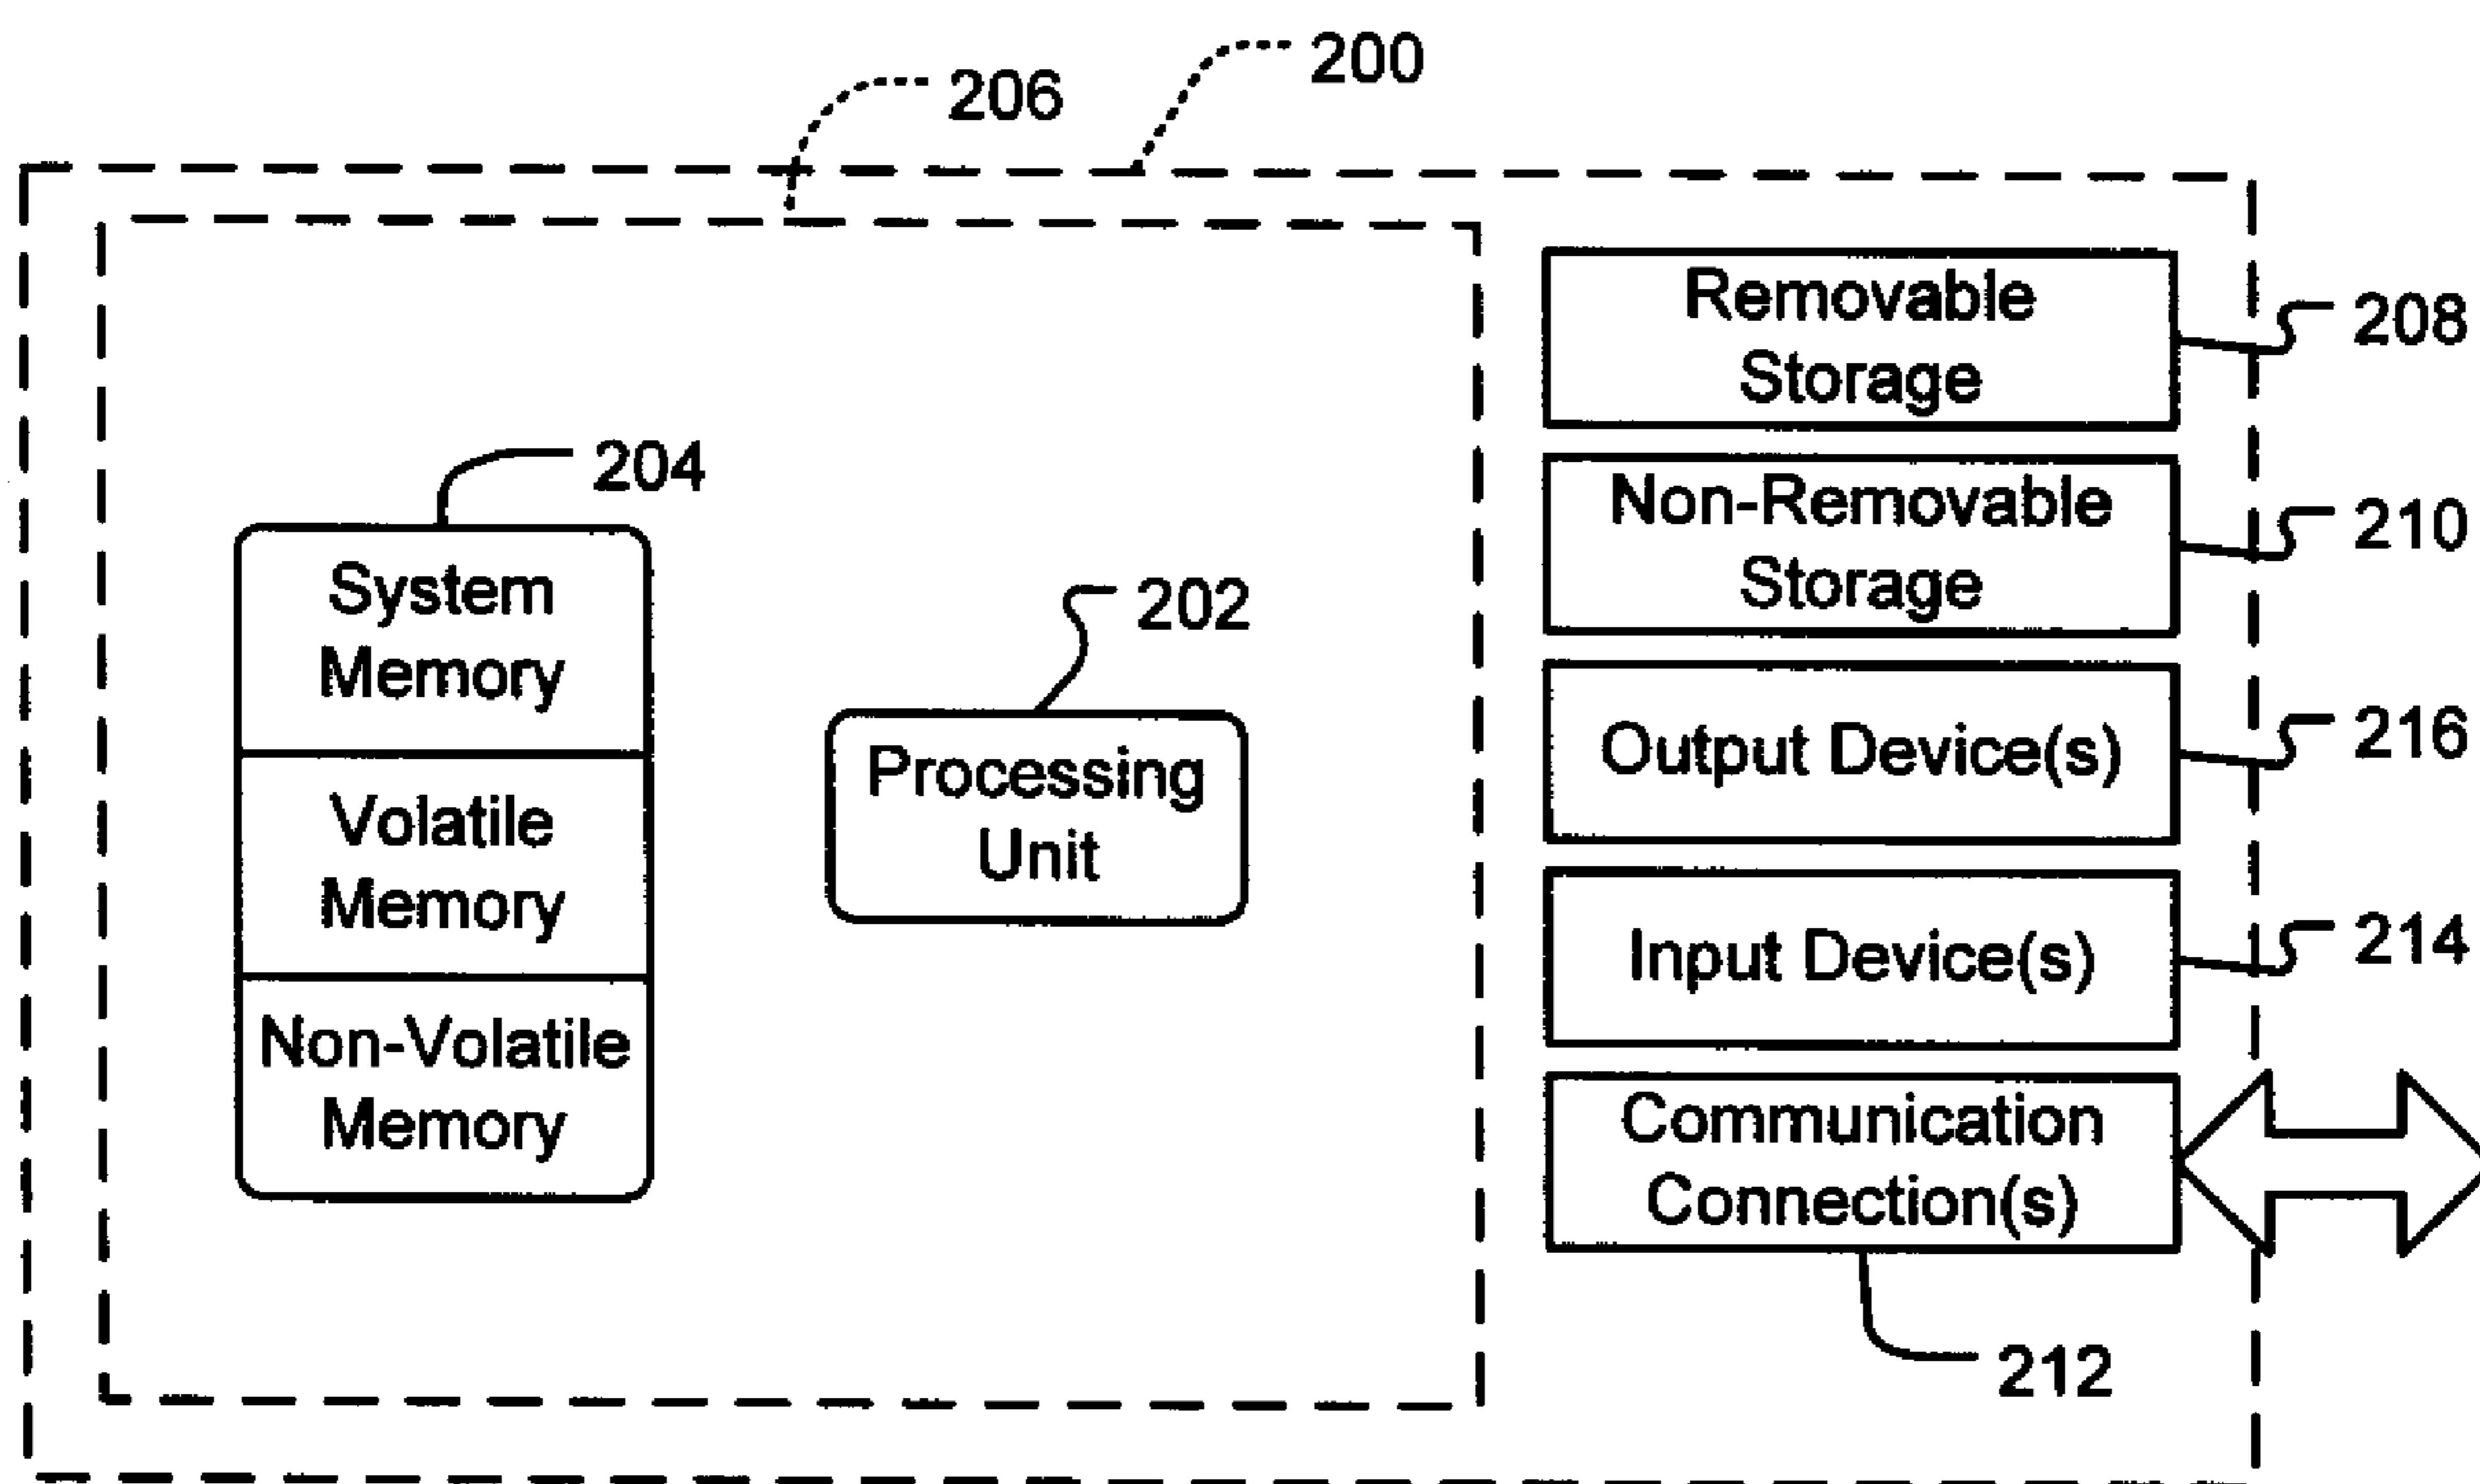 200
206
204
System
Memory
Volatile
Memory
Non-Volatile
Memory
202
Processing
Unit
Removable
Storage
208
Non-Removable
Storage
210
Output Device(s)
216
Input Device(s)
214
Communication
Connection(s)
212